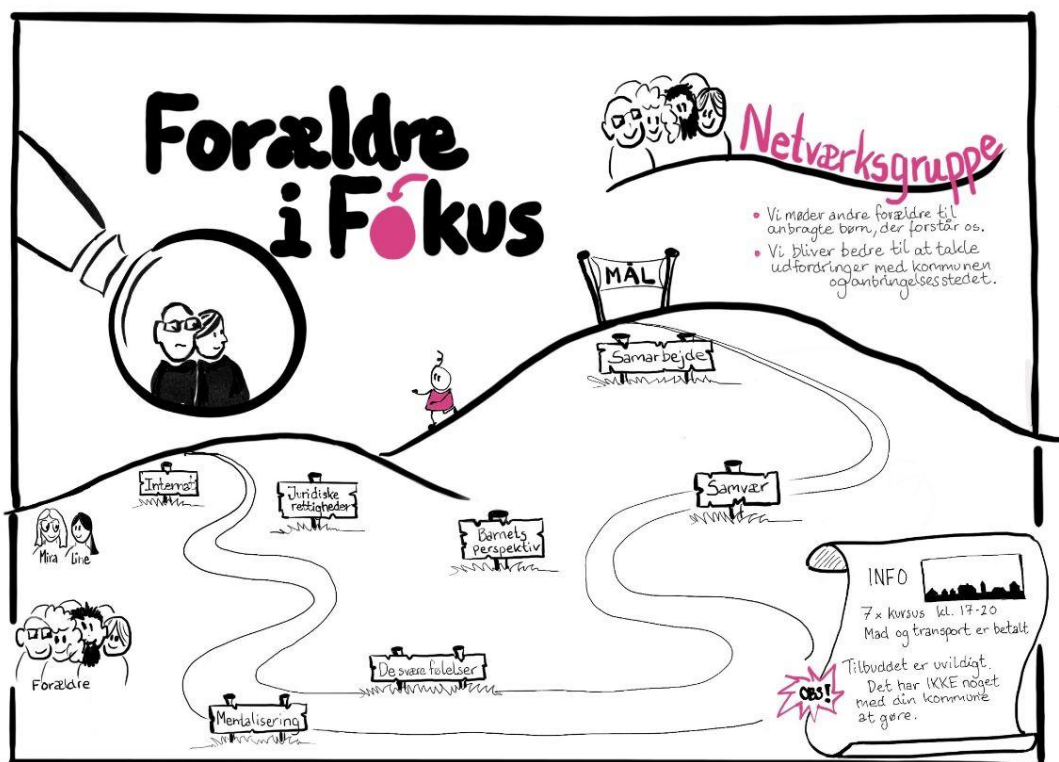 Forældre
i Fokus
Netværksgruppe
Vi møder andre forældre til
anbragte børn, der forstår os.
Vi bliver bedre til at takle
udfordringer med kommunen
og anbringelsesstedet.
MÅL
Samarbejde
Samvær
Internat
Juridiske
rettigheder
Barnets
perspektiv
Mira Line
Forældre
De svære følelser
Mentalisering
INFO
7 x kursus kl. 17-20
Mad og transport er betalt
OBS!
Tilbuddet er uvildigt.
Det har IKKE noget
med din kommune
at gøre.